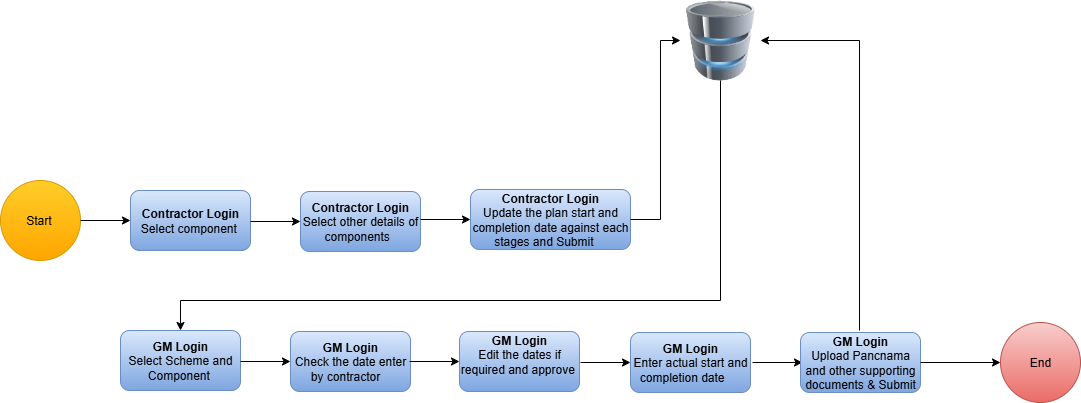 Start
Contractor Login
Select component
Contractor Login
Select other details of
components
Contractor Login
Update the plan start and
completion date against each
stages and Submit
GM Login
Select Scheme and
Component
GM Login
Check the date enter
by contractor
GM Login
Edit the dates if
required and approve
GM Login
Enter actual start and
completion date
GM Login
Upload Pancnama
and other supporting
documents & Submit
End